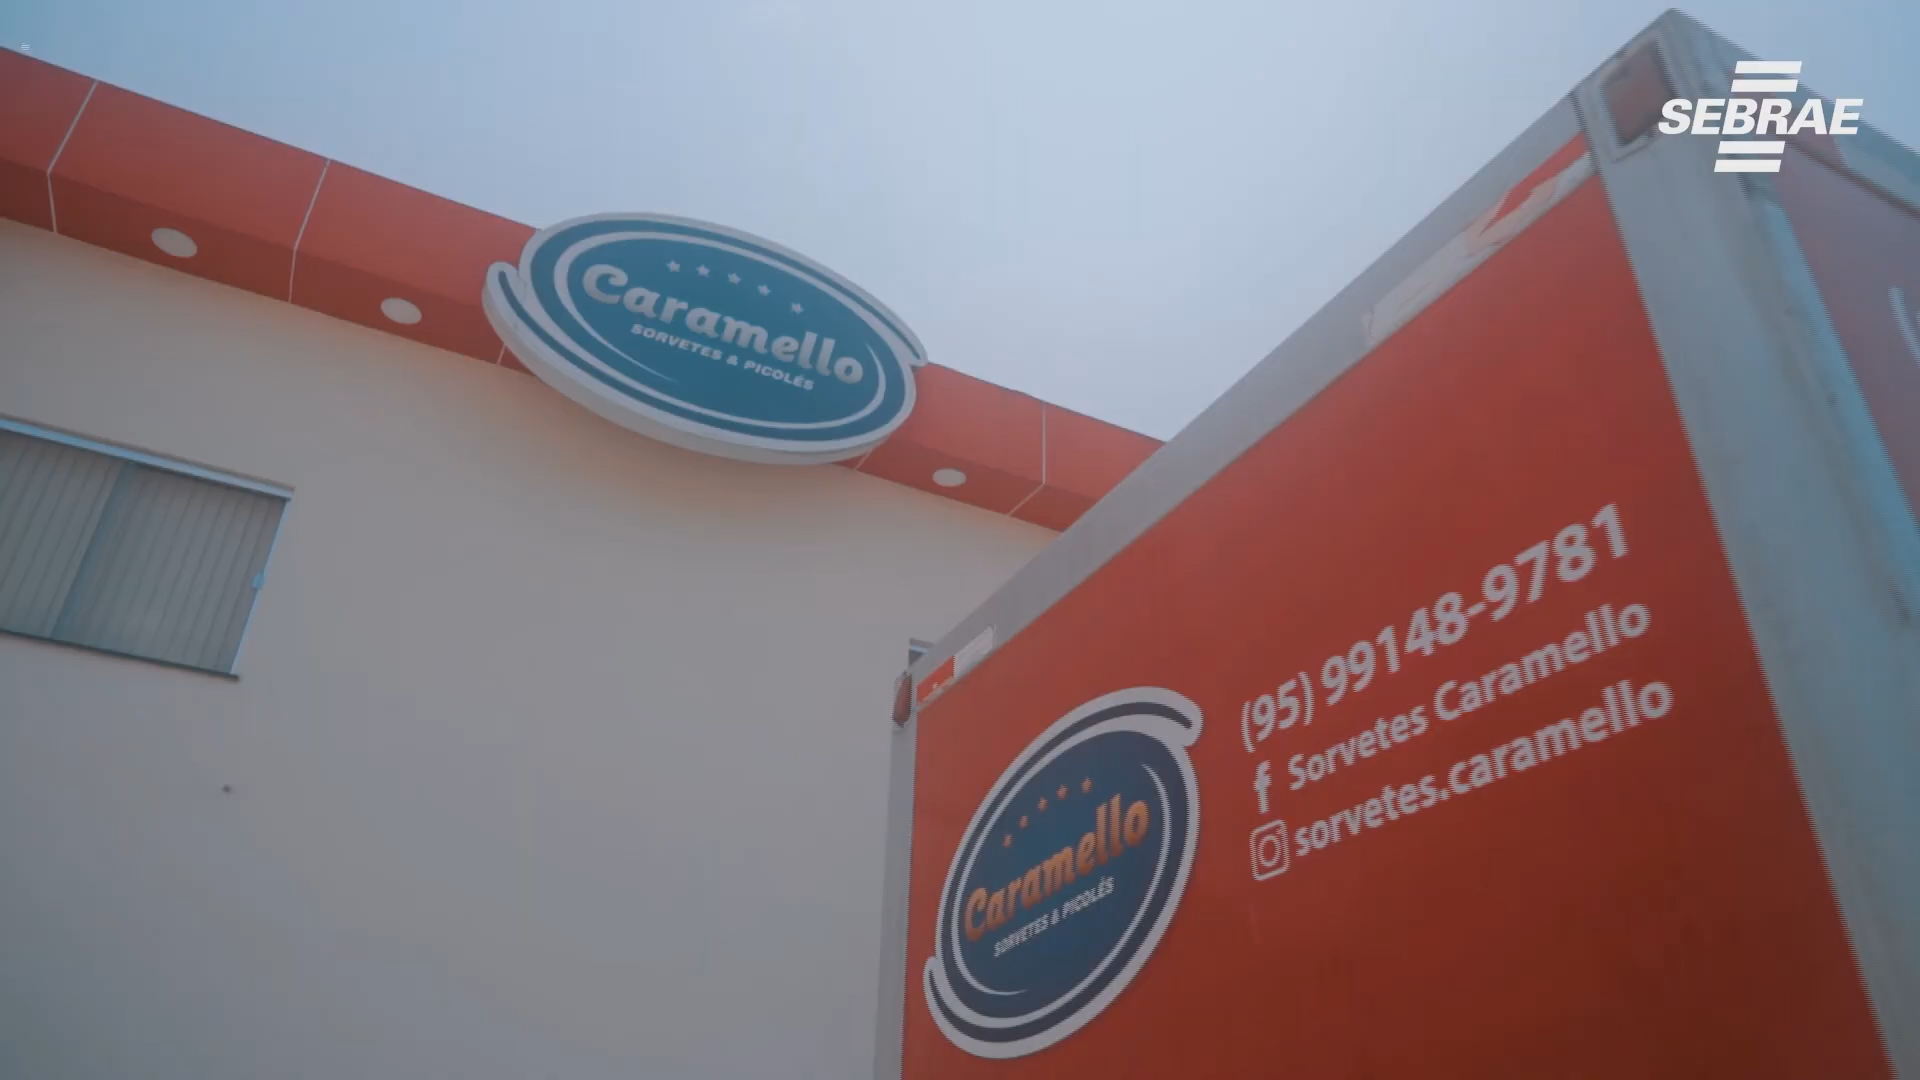 SEBRAE
Caramello
SORVETES & PICOLÉS
(95) 99148-9781
f Sorvetes Caramello
sorvetes.caramello
Caramello
SORVETES & PICOLÉS